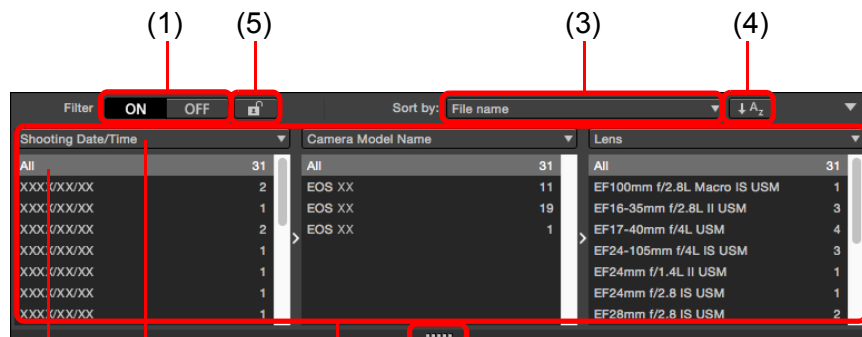 (1) (5) (3) (4)
Filter ON OFF Sort by: File name A Z
Shooting Date/Time Camera Model Name Lens
All 31 All 31 All 31
XXXX/XX/XX 2 EOS XX 11 EF100mm f/2.8L Macro IS USM 1
XXXX/XX/XX 1 EOS XX 19 EF16-35mm f/2.8L II USM 3
XXXX/XX/XX 2 EOS XX 1 EF17-40mm f/4L USM 4
XXXX/XX/XX 1 EF24-105mm f/4L IS USM 3
XXXX/XX/XX 1 EF24mm f/1.4L II USM 1
XXXX/XX/XX 1 EF24mm f/2.8 IS USM 1
XXXX/XX/XX 1 EF28mm f/2.8 IS USM 2